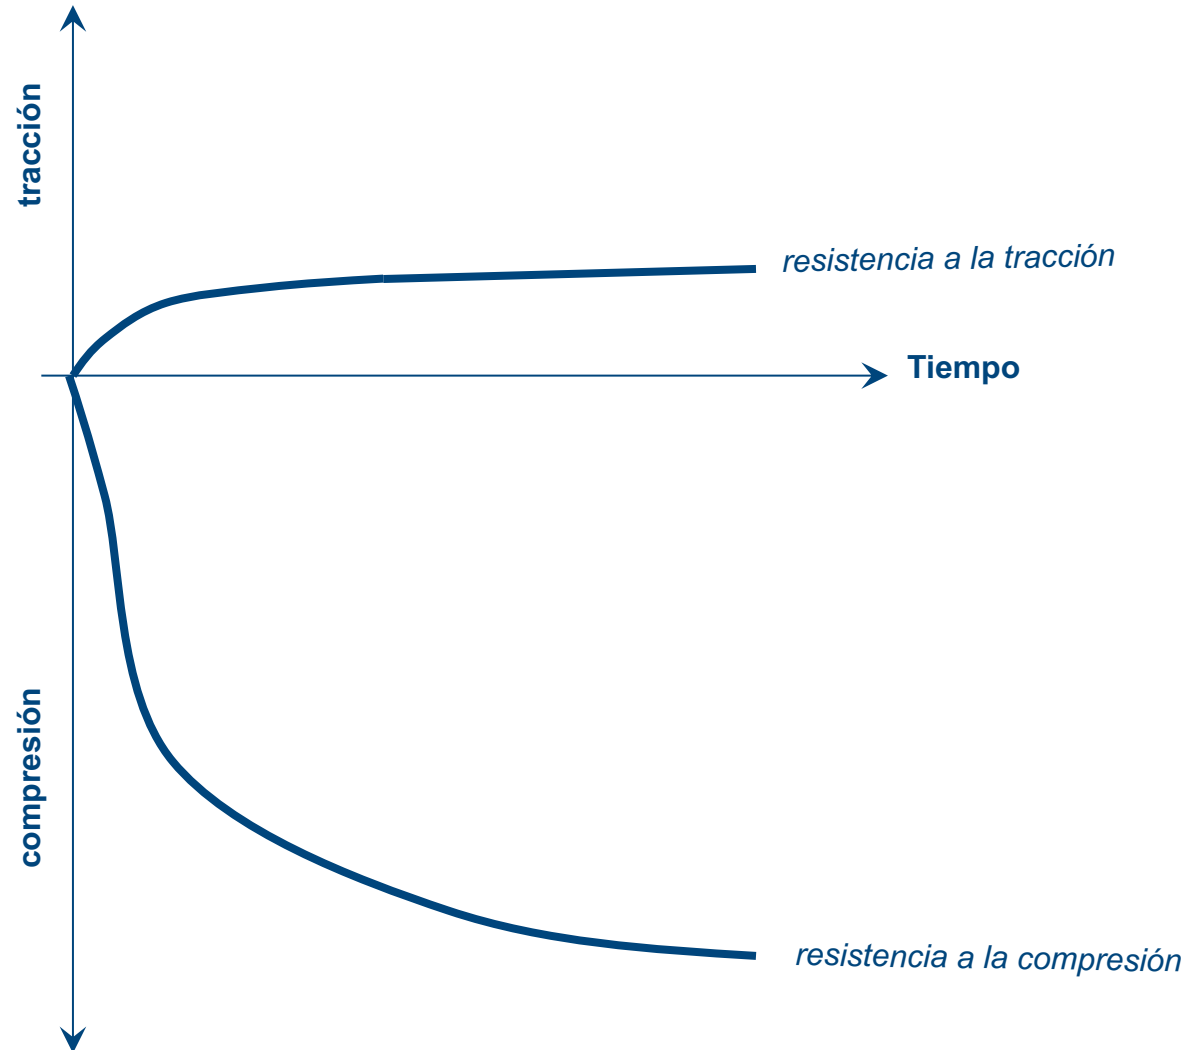 tracción
resistencia a la tracción
Tiempo
compresión
resistencia a la compresión